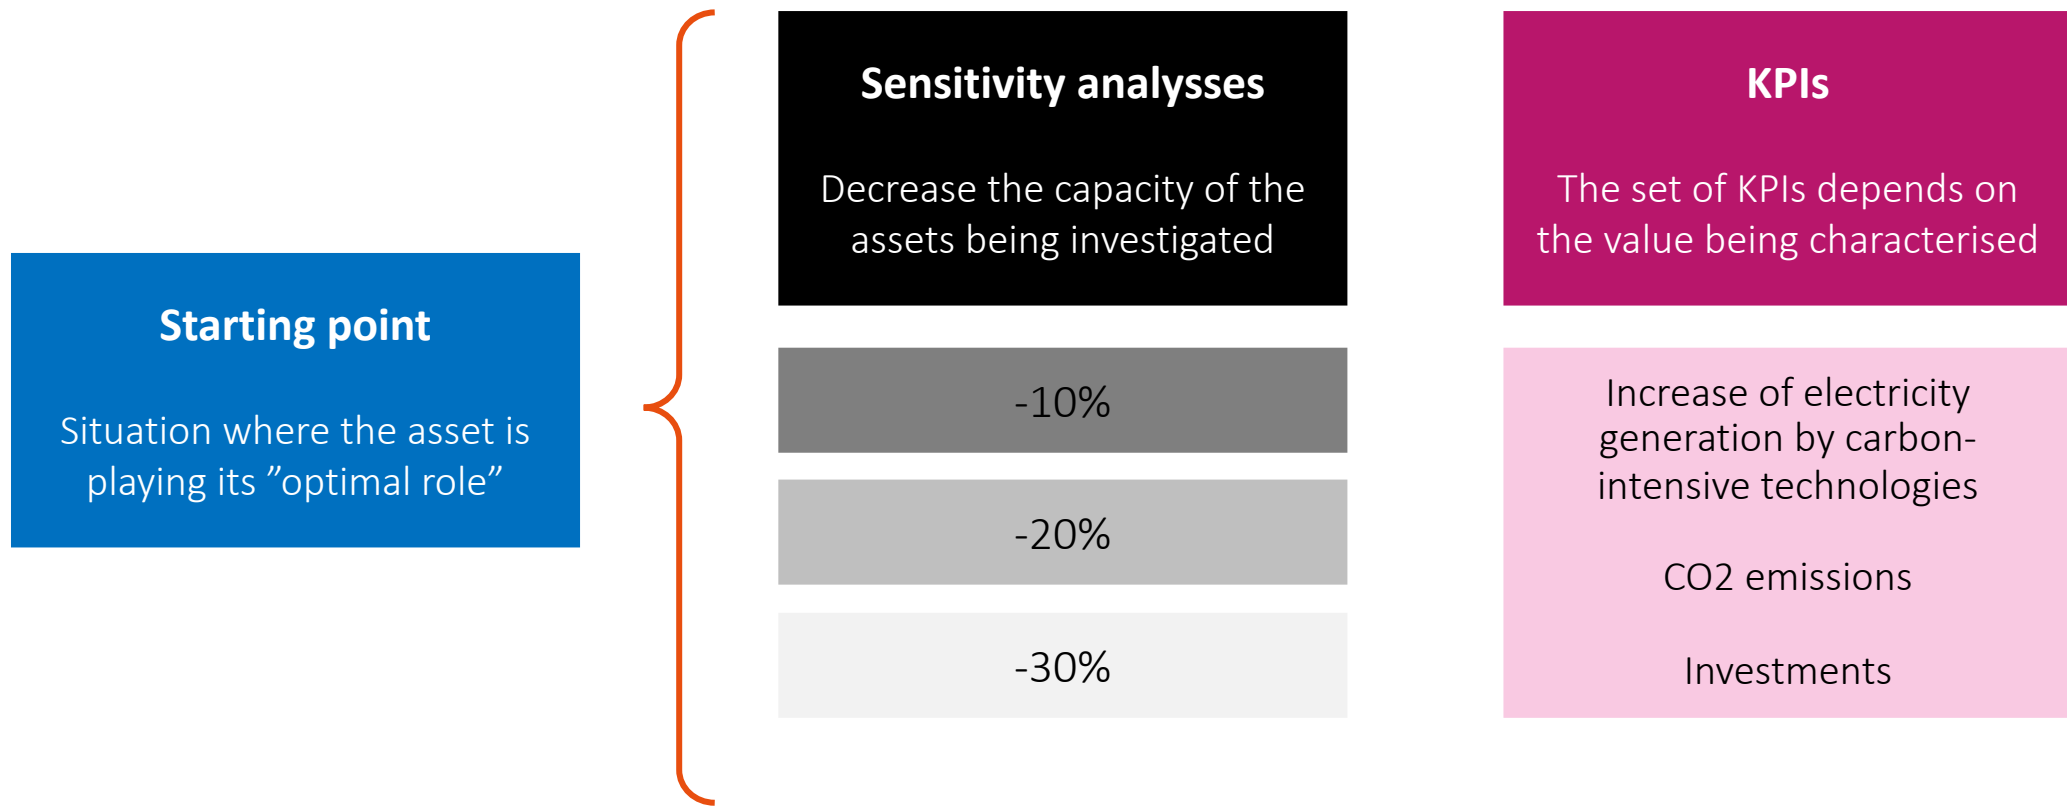 Starting point
Situation where the asset is
playing its ”optimal role”
Sensitivity analysses
Decrease the capacity of the
assets being investigated
-10%
-20%
-30%
KPIs
The set of KPIs depends on
the value being characterised
Increase of electricity
generation by carbon-
intensive technologies
CO2 emissions
Investments